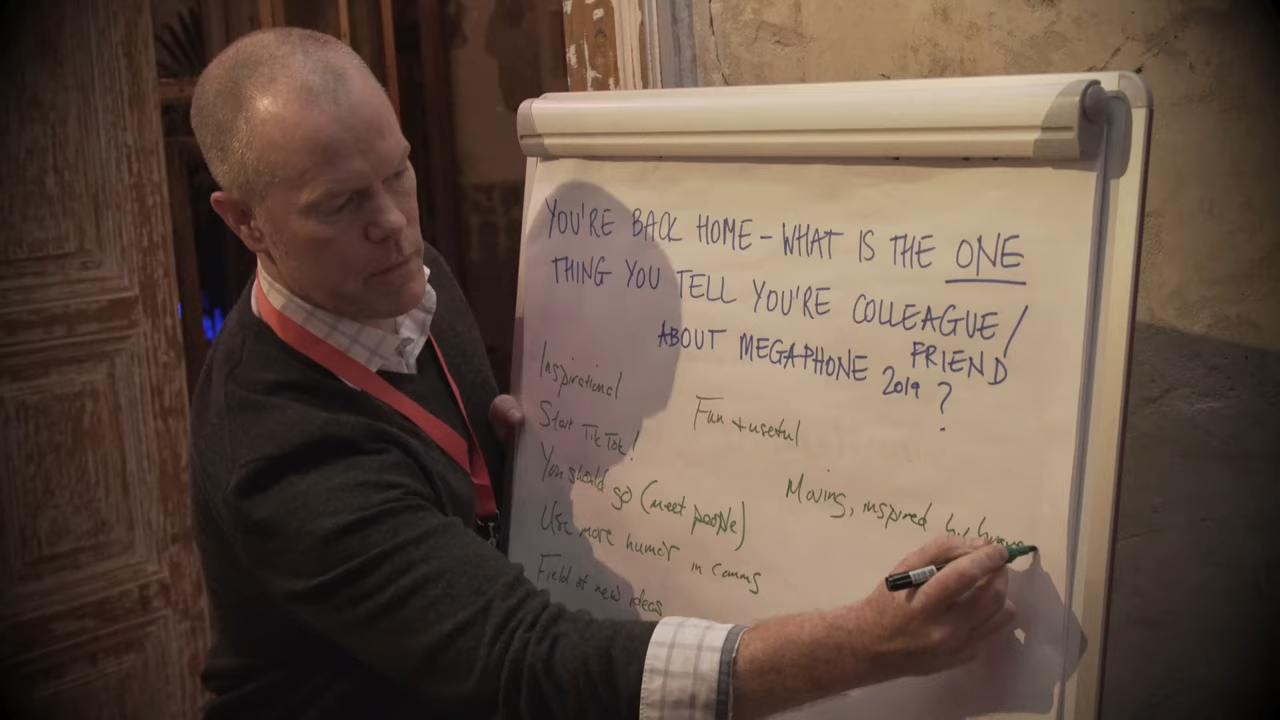 YOU'RE BACK HOME – WHAT IS THE ONE
THING YOU TELL YOU'RE COLLEAGUE/
FRIEND
ABOUT MEGAPHONE 2019?
Inspirational
Start TikTok!
Fun + useful
You should go (meet people)
Moving, inspired by
Use more humor in comms
Field of new ideas